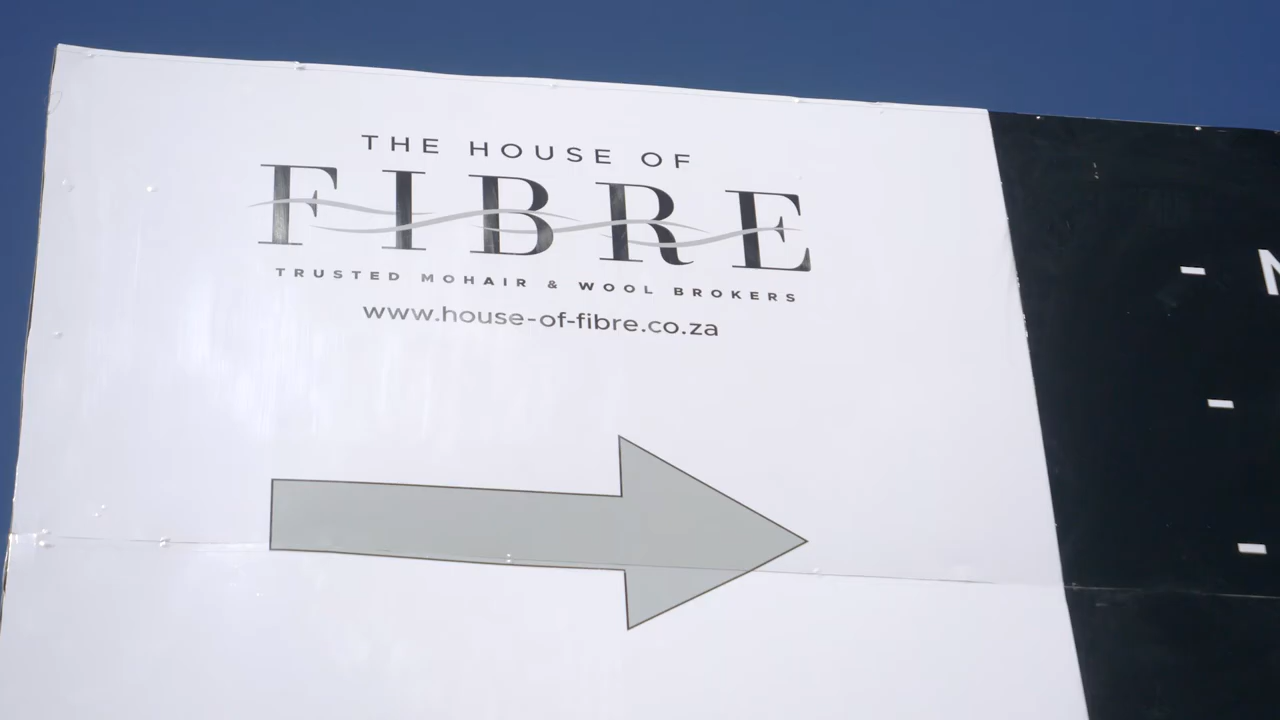 THE HOUSE OF
FIBRE
TRUSTED MOHAIR & WOOL BROKERS
www.house-of-fibre.co.za
-
-
-